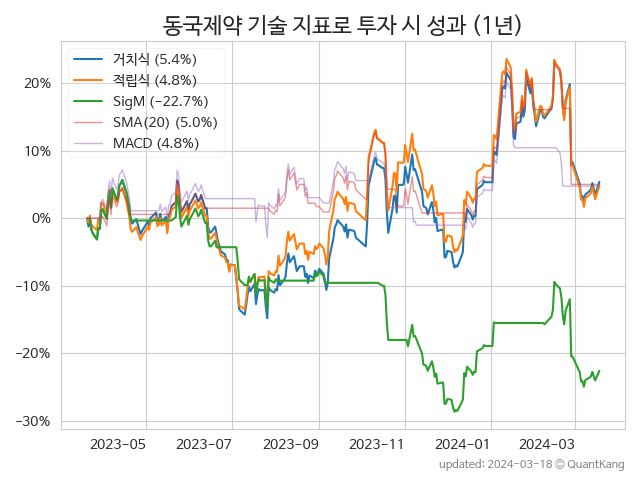 동국제약 기술 지표로 투자 시 성과 (1년)
거치식 (5.4%)
적립식 (4.8%)
SigM (−22.7%)
SMA(20) (5.0%)
MACD (4.8%)
20%
10%
0%
−10%
−20%
−30%
2023−05
2023−07
2023−09
2023−11
2024−01
2024−03
updated: 2024-03-18 © QuantKang